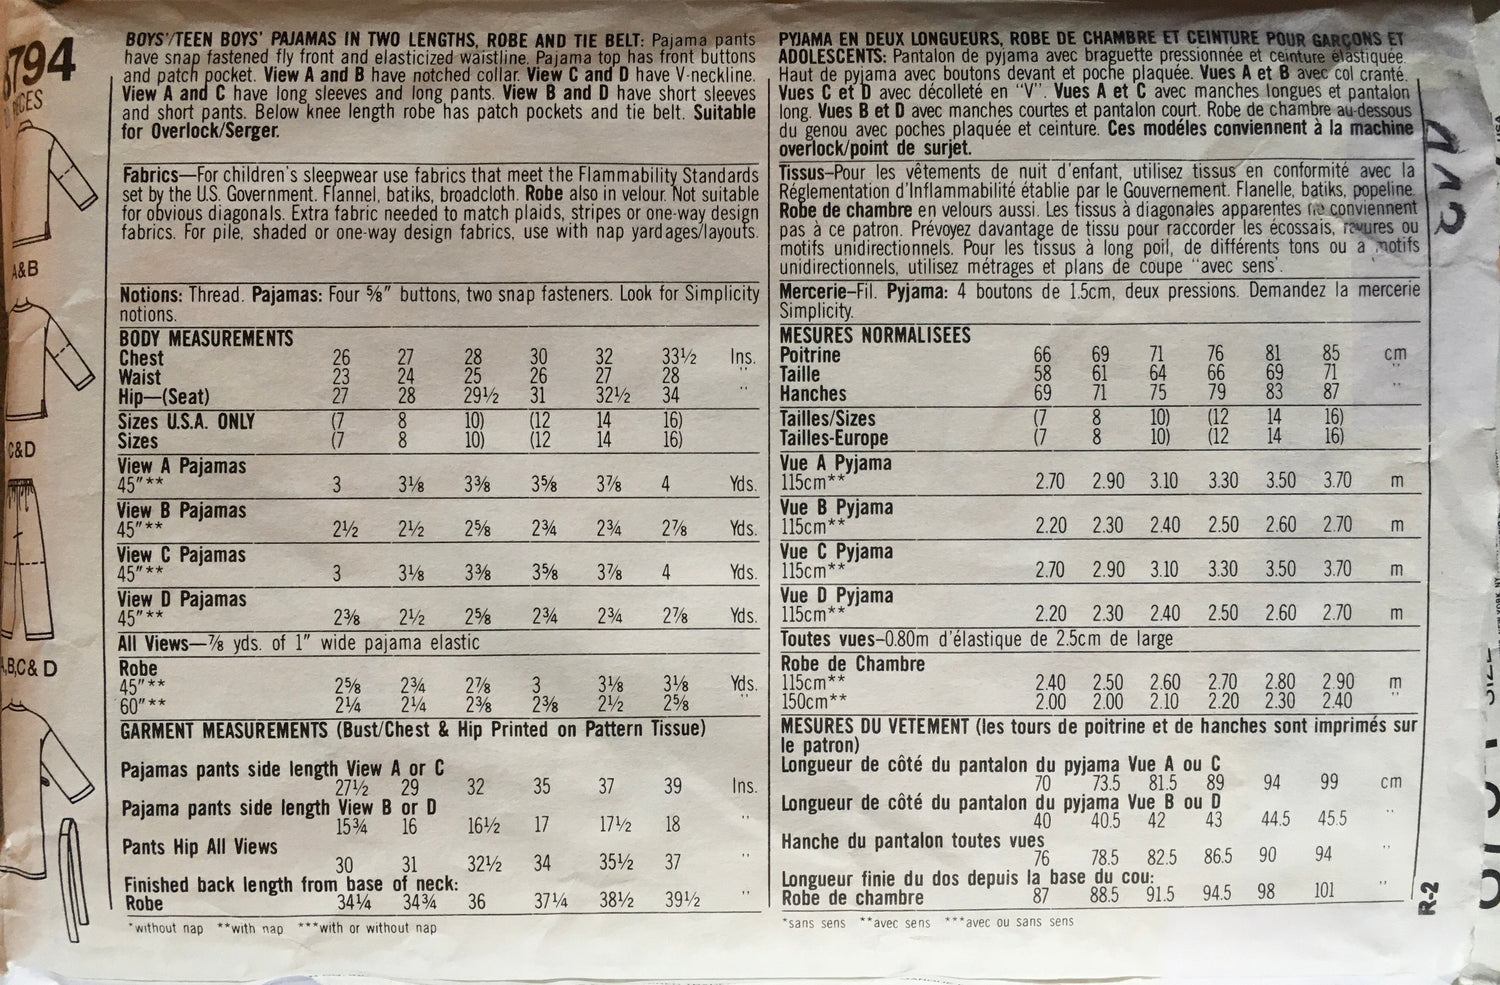 794
BOYS'/TEEN BOYS' PAJAMAS IN TWO LENGTHS, ROBE AND TIE BELT: Pajama pants
have snap fastened fly front and elasticized waistline. Pajama top has front buttons
and patch pocket. View A and B have notched collar. View C and D have V-neckline.
View A and C have long sleeves and long pants. View B and D have short sleeves
and short pants. Below knee length robe has patch pockets and tie belt. Suitable
for Overlock/Serger.
Fabrics—For children's sleepwear use fabrics that meet the Flammability Standards
set by the U.S. Government. Flannel, batiks, broadcloth. Robe also in velour. Not suitable
for obvious diagonals. Extra fabric needed to match plaids, stripes or one-way design
fabrics. For pile, shaded or one-way design fabrics, use with nap yardages/layouts.
Notions: Thread. Pajamas: Four 5/8" buttons, two snap fasteners. Look for Simplicity
notions.
BODY MEASUREMENTS
Chest 26 27 28 30 32 33½ Ins.
Waist 23 24 25 26 27 28 "
Hip—(Seat) 27 28 29½ 31 32½ 34 "
Sizes U.S.A. ONLY (7 8 10) (12 14 16)
Sizes (7 8 10) (12 14 16)
View A Pajamas
45"** 3 3⅛ 3⅜ 3⅝ 3⅞ 4 Yds.
View B Pajamas
45"** 2½ 2½ 2⅝ 2¾ 2¾ 2⅞ Yds.
View C Pajamas
45"** 3 3⅛ 3⅜ 3⅝ 3⅞ 4 Yds.
View D Pajamas
45"** 2⅜ 2½ 2⅝ 2¾ 2¾ 2⅞ Yds.
All Views—⅞ yds. of 1" wide pajama elastic
Robe
45"** 2⅝ 2¾ 2⅞ 3 3⅛ 3⅛ Yds.
60"** 2¼ 2¼ 2⅜ 2⅜ 2½ 2⅝ "
GARMENT MEASUREMENTS (Bust/Chest & Hip Printed on Pattern Tissue)
Pajamas pants side length View A or C
27½ 29 32 35 37 39 Ins.
Pajama pants side length View B or D
15¾ 16 16½ 17 17½ 18 "
Pants Hip All Views
30 31 32½ 34 35½ 37 "
Finished back length from base of neck:
Robe 34¼ 34¾ 36 37¼ 38½ 39½ "
*without nap **with nap ***with or without nap
PYJAMA EN DEUX LONGUEURS, ROBE DE CHAMBRE ET CEINTURE POUR GARÇONS ET
ADOLESCENTS: Pantalon de pyjama avec braguette pressionnée et ceinture élastiquée.
Haut de pyjama avec boutons devant et poche plaquée. Vues A et B avec col cranté.
Vues C et D avec décolleté en "V". Vues A et C avec manches longues et pantalon
long. Vues B et D avec manches courtes et pantalon court. Robe de chambre au-dessous
du genou avec poches plaquée et ceinture. Ces modéles conviennent à la machine
overlock/point de surjet.
Tissus–Pour les vêtements de nuit d'enfant, utilisez tissus en conformité avec la
Réglementation d'Inflammabilité établie par le Gouvernement. Flanelle, batiks, popeline.
Robe de chambre en velours aussi. Les tissus à diagonales apparentes ne conviennent
pas à ce patron. Prévoyez davantage de tissu pour raccorder les écossais, rayures ou
motifs unidirectionnels. Pour les tissus à long poil, de différents tons ou a motifs
unidirectionnels, utilisez métrages et plans de coupe "avec sens'.
Mercerie–Fil. Pyjama: 4 boutons de 1.5cm, deux pressions. Demandez la mercerie
Simplicity.
MESURES NORMALISEES
Poitrine 66 69 71 76 81 85 cm
Taille 58 61 64 66 69 71 "
Hanches 69 71 75 79 83 87 "
Tailles/Sizes (7 8 10) (12 14 16)
Tailles-Europe (7 8 10) (12 14 16)
Vue A Pyjama
115cm** 2.70 2.90 3.10 3.30 3.50 3.70 m
Vue B Pyjama
115cm** 2.20 2.30 2.40 2.50 2.60 2.70 m
Vue C Pyjama
115cm** 2.70 2.90 3.10 3.30 3.50 3.70 m
Vue D Pyjama
115cm** 2.20 2.30 2.40 2.50 2.60 2.70 m
Toutes vues–0.80m d'élastique de 2.5cm de large
Robe de Chambre
115cm** 2.40 2.50 2.60 2.70 2.80 2.90 m
150cm** 2.00 2.00 2.10 2.20 2.30 2.40 "
MESURES DU VETEMENT (les tours de poitrine et de hanches sont imprimés sur
le patron)
Longueur de côté du pantalon du pyjama Vue A ou C
70 73.5 81.5 89 94 99 cm
Longueur de côté du pantalon du pyjama Vue B ou D
40 40.5 42 43 44.5 45.5 "
Hanche du pantalon toutes vues
76 78.5 82.5 86.5 90 94 "
Longueur finie du dos depuis la base du cou:
Robe de chambre 87 88.5 91.5 94.5 98 101 "
*sans sens **avec sens ***avec ou sans sens
A&B
C&D
A,B,C& D
R-2